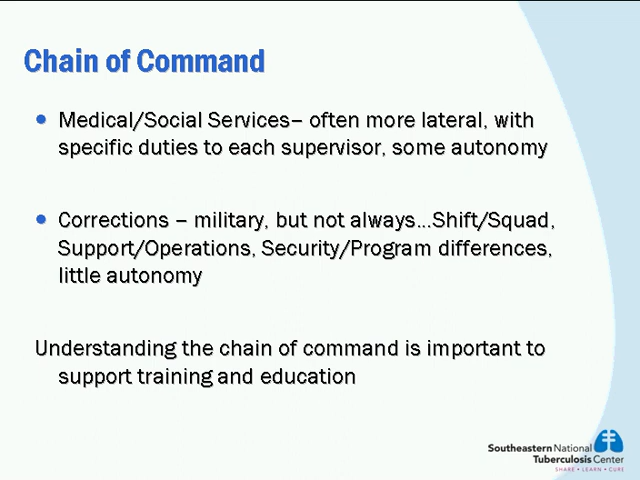 Chain of Command
• Medical/Social Services– often more lateral, with
specific duties to each supervisor, some autonomy
• Corrections – military, but not always...Shift/Squad,
Support/Operations, Security/Program differences,
little autonomy
Understanding the chain of command is important to
support training and education
Southeastern National
Tuberculosis Center
SHARE • LEARN • CURE